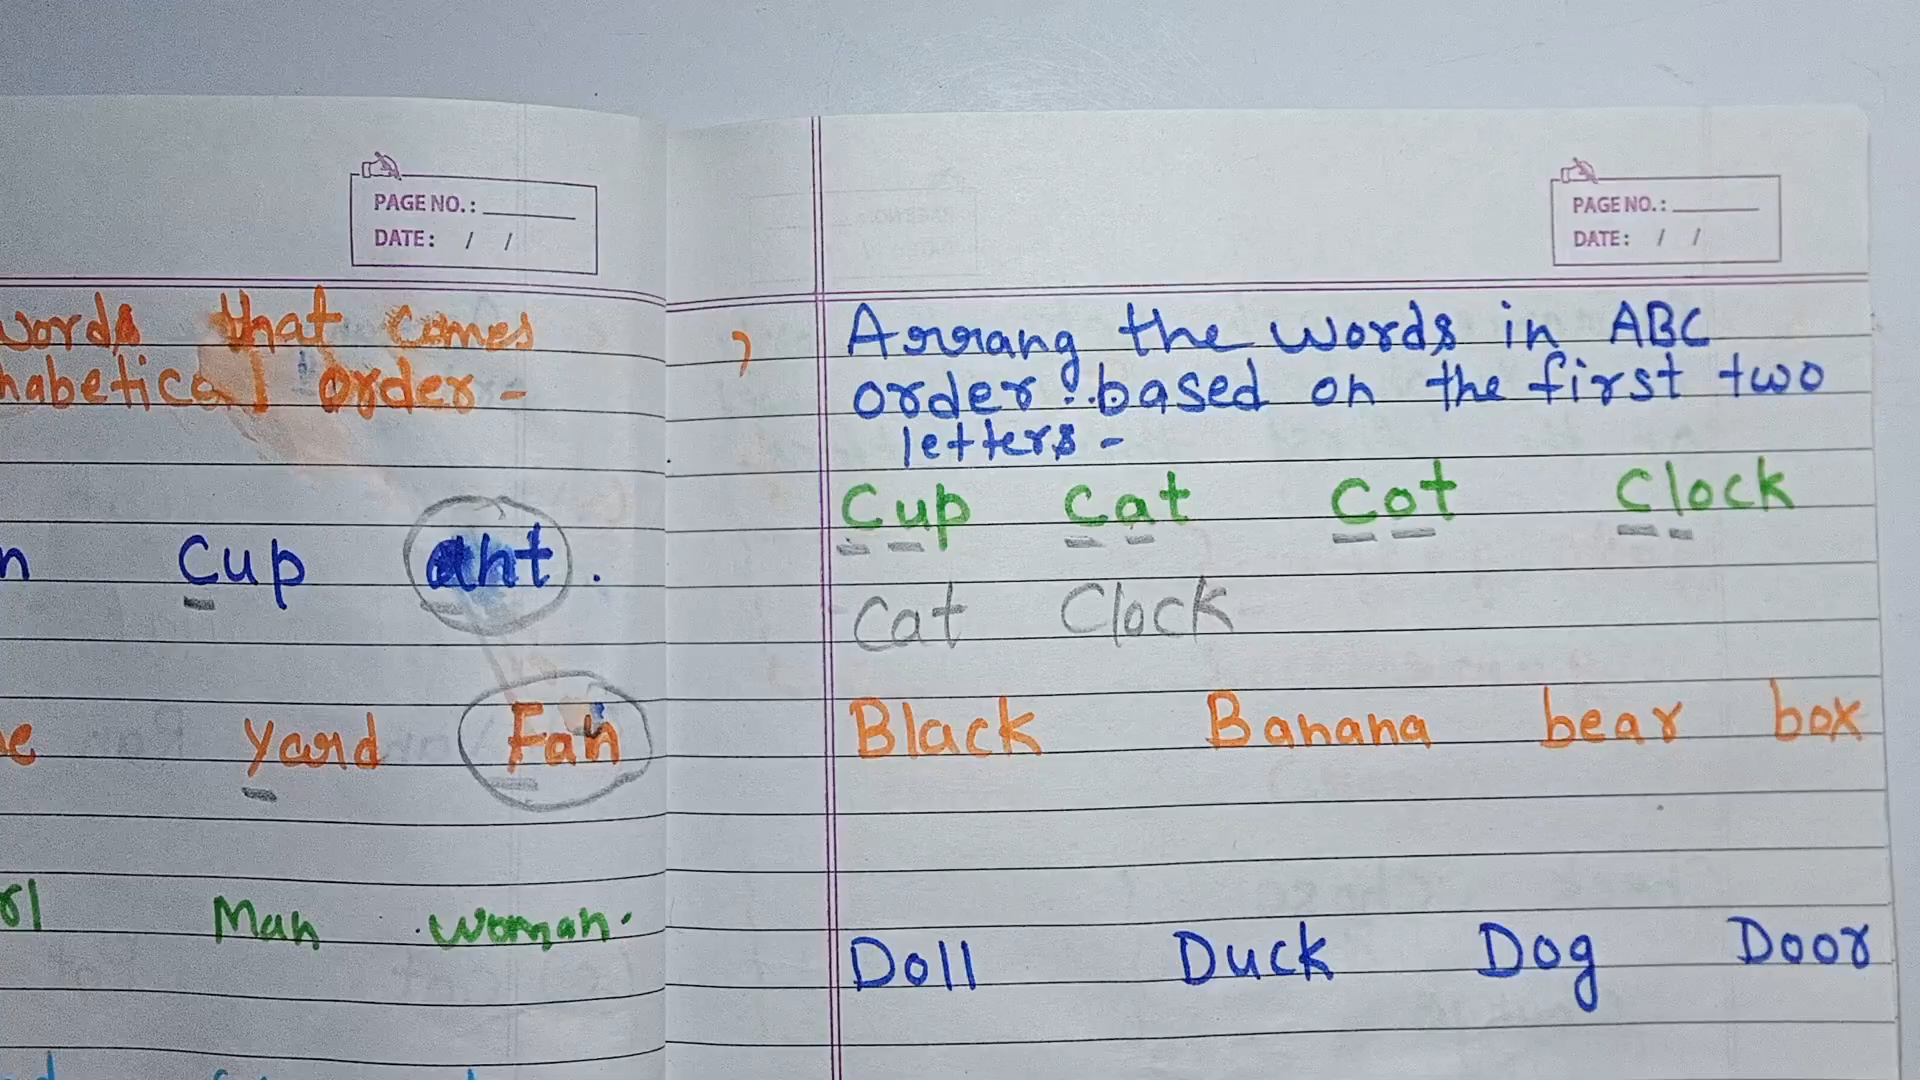 PAGE NO.:
DATE: / /
words that comes
habetical order -
Cup ant.
Yard Fan
Man woman.
PAGE NO.:
DATE: / /
, Arrang the words in ABC
order based on the first two
letters -
Cup Cat Cot Clock
Cat Clock
Black Banana bear box
Doll Duck Dog Door